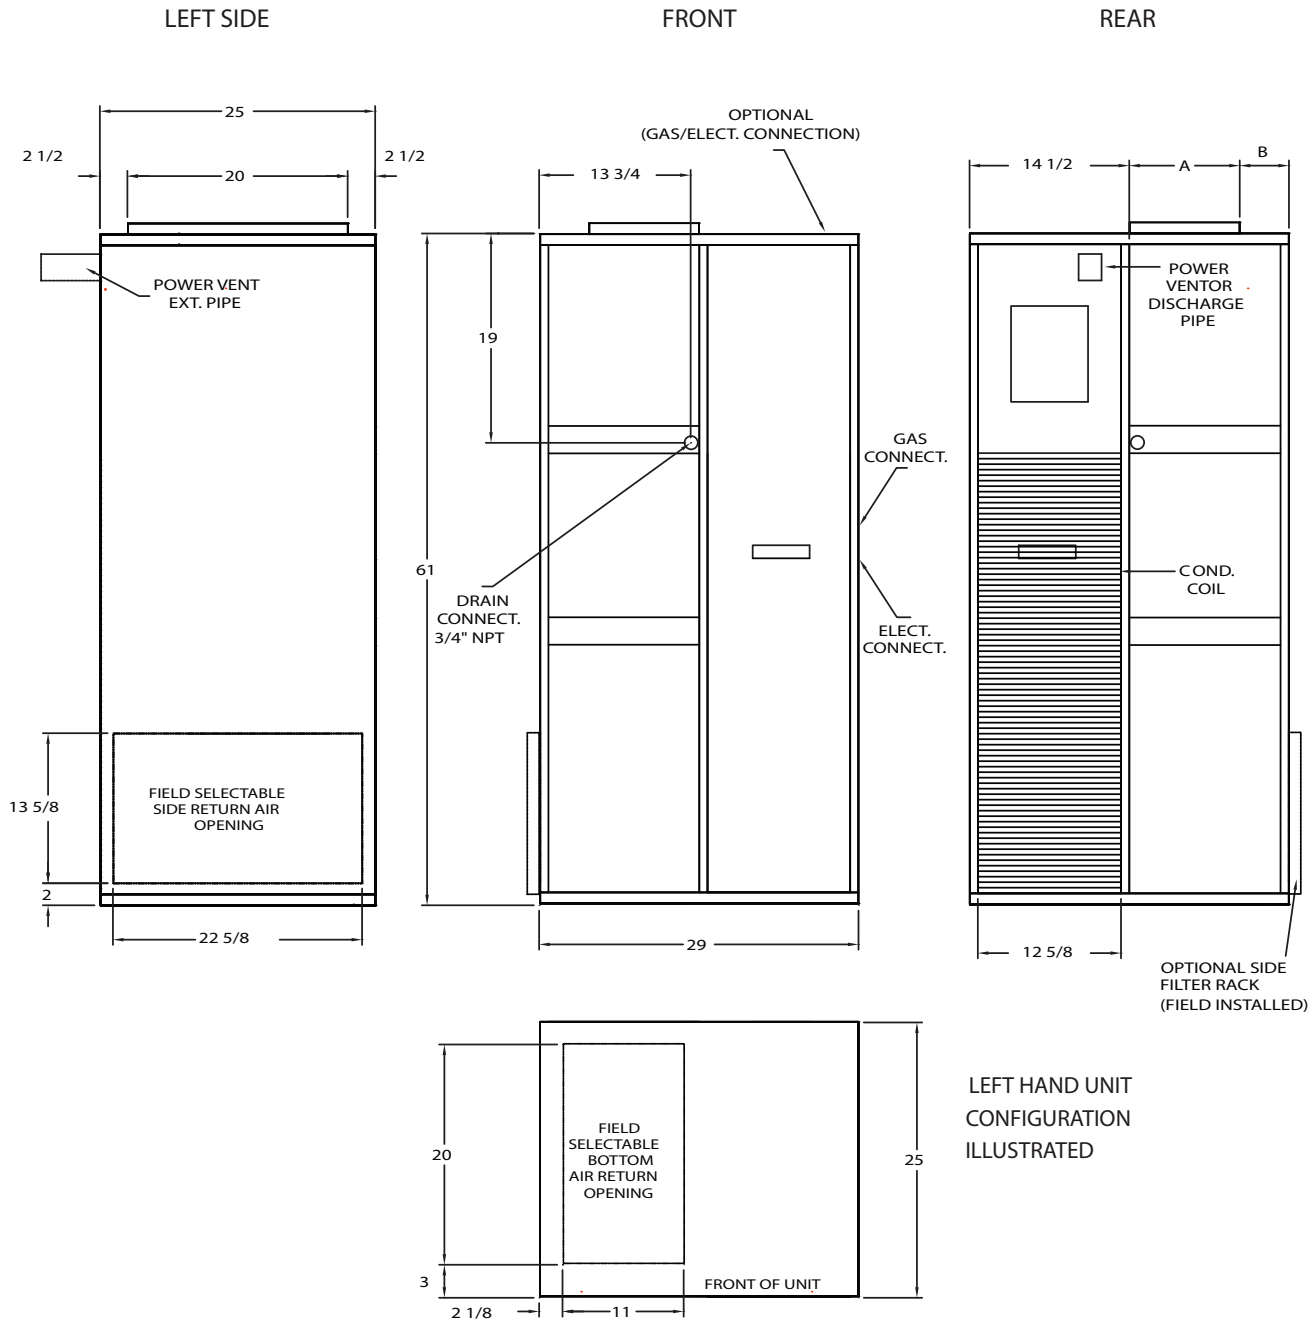 LEFT SIDE
FRONT
REAR
25
2 1/2
2 1/2
20
POWER VENT
EXT. PIPE
FIELD SELECTABLE
SIDE RETURN AIR
OPENING
13 5/8
2
22 5/8
OPTIONAL
(GAS/ELECT. CONNECTION)
13 3/4
19
61
DRAIN
CONNECT.
3/4" NPT
GAS
CONNECT.
ELECT.
CONNECT.
29
14 1/2
A
B
POWER
VENTOR
DISCHARGE
PIPE
COND.
COIL
12 5/8
OPTIONAL SIDE
FILTER RACK
(FIELD INSTALLED)
FIELD
SELECTABLE
BOTTOM
AIR RETURN
OPENING
20
25
3
FRONT OF UNIT
2 1/8
11
LEFT HAND UNIT
CONFIGURATION
ILLUSTRATED